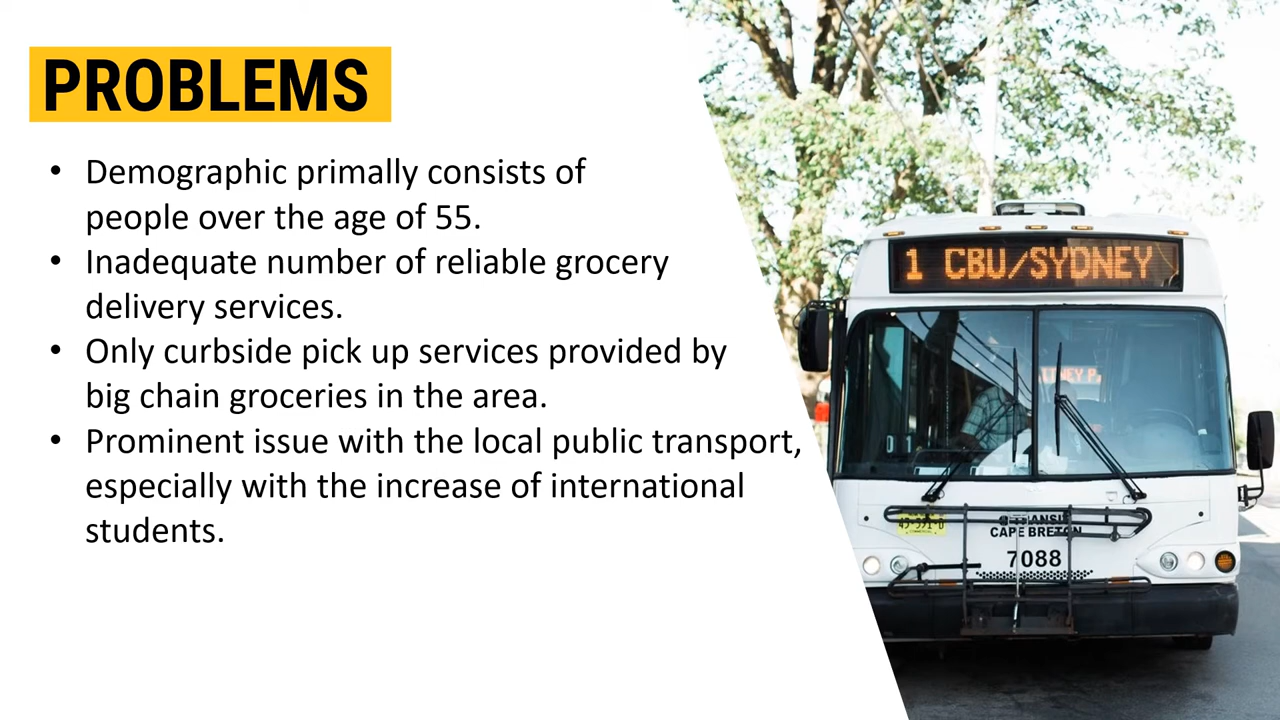 PROBLEMS
• Demographic primally consists of
people over the age of 55.
• Inadequate number of reliable grocery
delivery services.
• Only curbside pick up services provided by
big chain groceries in the area.
• Prominent issue with the local public transport,
especially with the increase of international
students.
1 CBU/SYDNEY
CAPE BRETON
7088